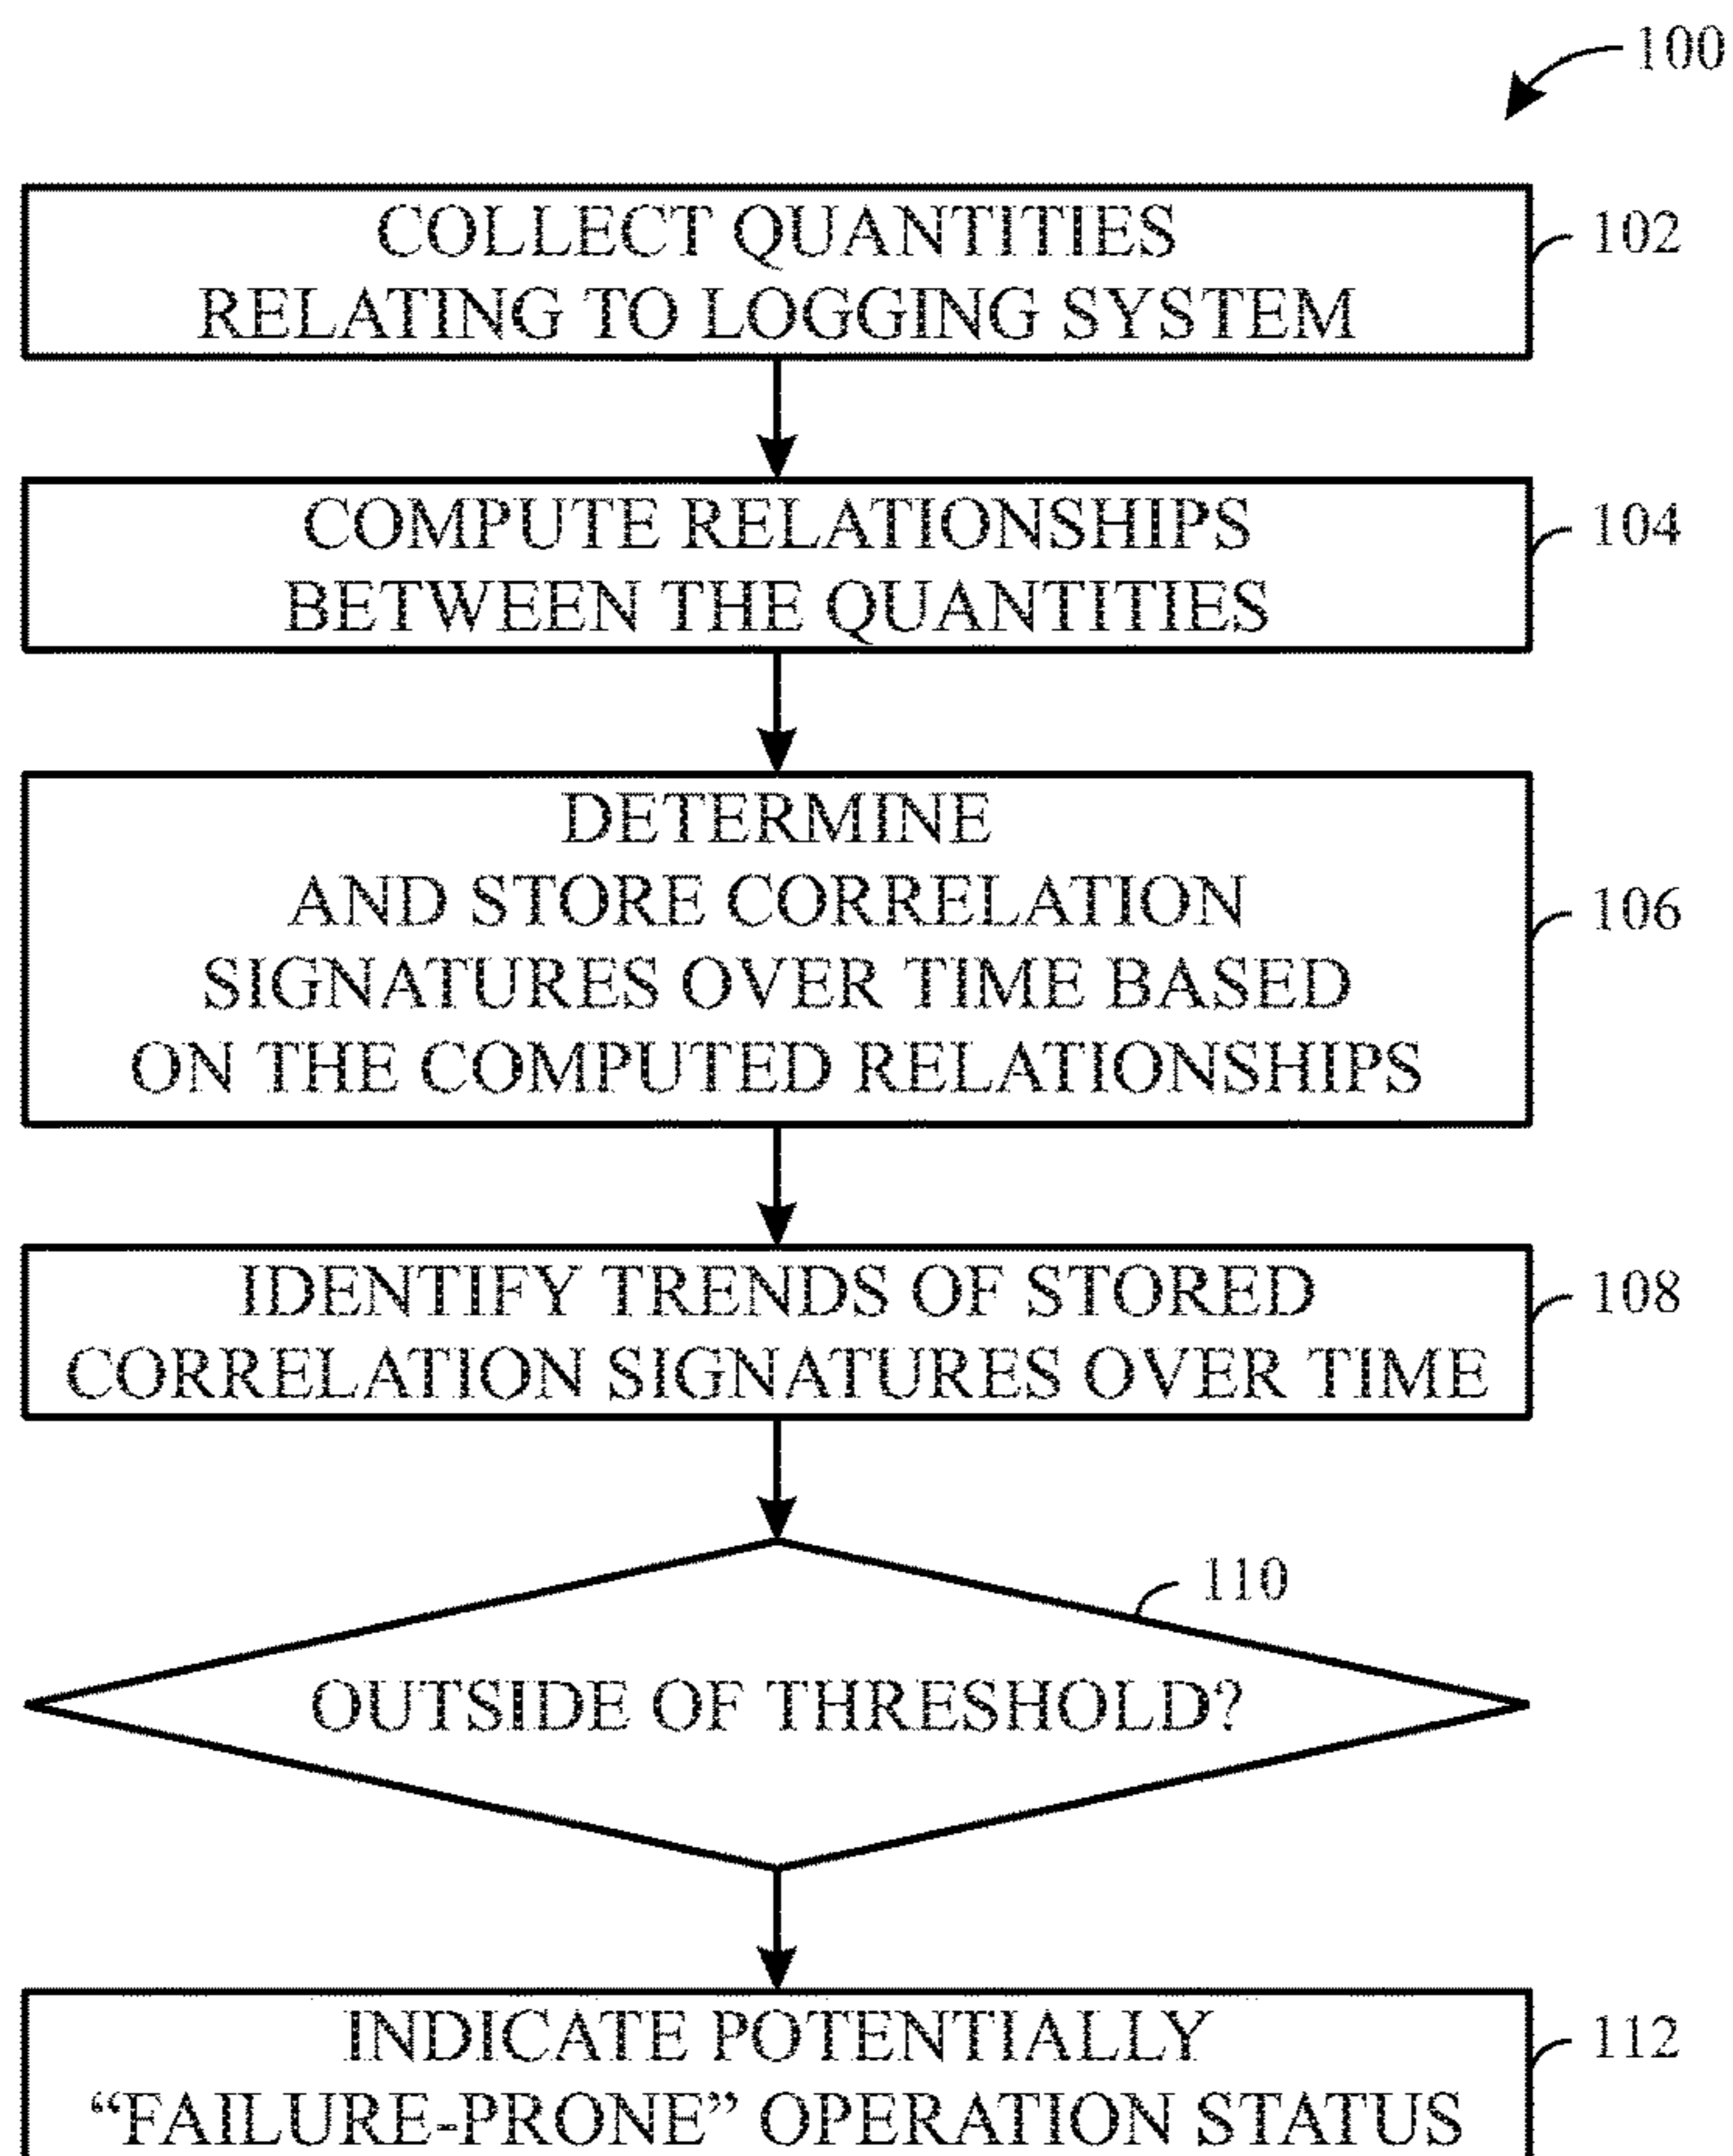 100
COLLECT QUANTITIES
RELATING TO LOGGING SYSTEM
102
COMPUTE RELATIONSHIPS
BETWEEN THE QUANTITIES
104
DETERMINE
AND STORE CORRELATION
SIGNATURES OVER TIME BASED
ON THE COMPUTED RELATIONSHIPS
106
IDENTIFY TRENDS OF STORED
CORRELATION SIGNATURES OVER TIME
108
110
OUTSIDE OF THRESHOLD?
INDICATE POTENTIALLY
“FAILURE-PRONE” OPERATION STATUS
112